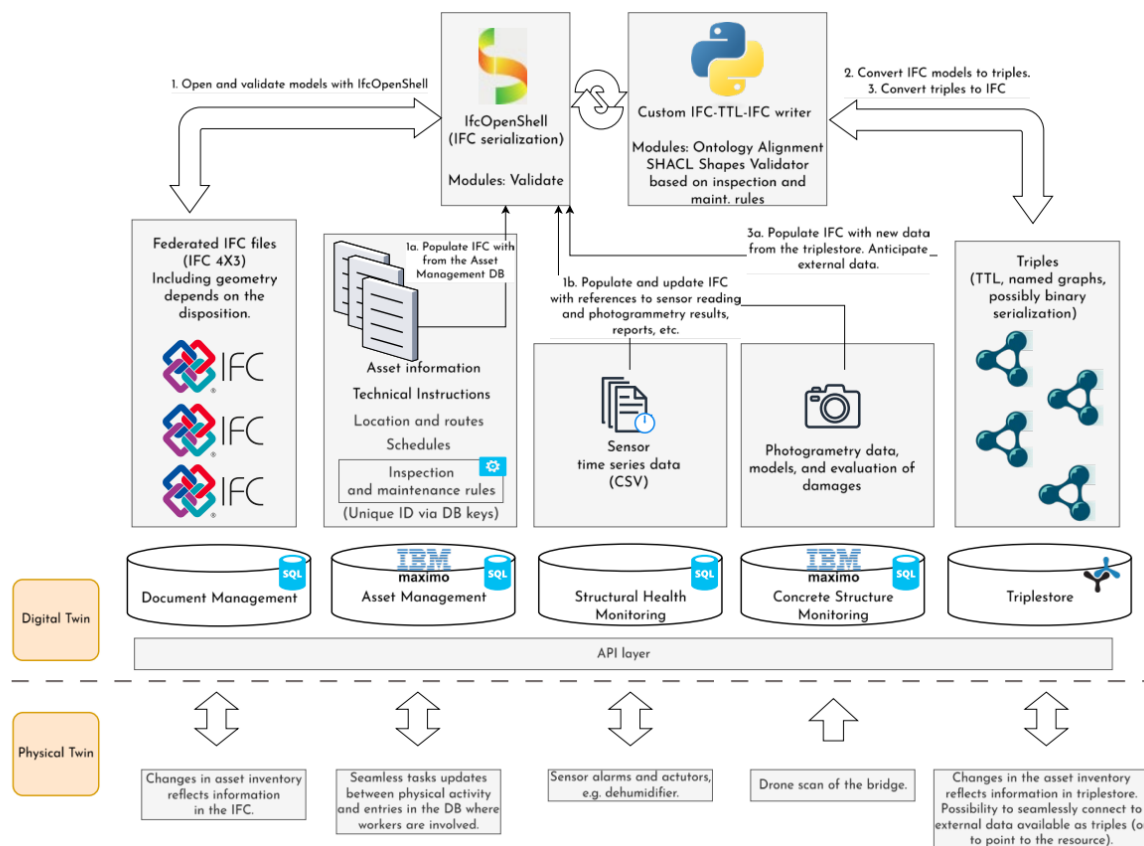 1. Open and validate models with IfcOpenShell
IfcOpenShell
(IFC serialization)
Modules: Validate
Custom IFC-TTL-IFC writer
Modules: Ontology Alignment
SHACL Shapes Validator
based on inspection and
maint. rules
2. Convert IFC models to triples.
3. Convert triples to IFC
Federated IFC files
(IFC 4X3)
Including geometry
depends on the
disposition.
IFC
IFC
IFC
1a. Populate IFC with
from the Asset
Management DB
Asset information
Technical Instructions
Location and routes
Schedules
Inspection
and maintenance rules
(Unique ID via DB keys)
1b. Populate and update IFC
with references to sensor reading
and photogrammetry results,
reports, etc.
3a. Populate IFC with new data
from the triplestore. Anticipate
external data.
Sensor
time series data
(CSV)
Photogrametry data,
models, and evaluation of
damages
Triples
(TTL, named graphs,
possibly binary
serialization)
SQL
Document Management
IBM
maximo
SQL
Asset Management
SQL
Structural Health
Monitoring
IBM
maximo
SQL
Concrete Structure
Monitoring
Triplestore
Digital Twin
API layer
Physical Twin
Changes in asset inventory
reflects information
in the IFC.
Seamless tasks updates
between physical activity
and entries in the DB where
workers are involved.
Sensor alarms and actutors,
e.g. dehumidifier.
Drone scan of the bridge.
Changes in the asset inventory
reflects information in triplestore.
Possibility to seamlessly connect to
external data available as triples (or
to point to the resource).